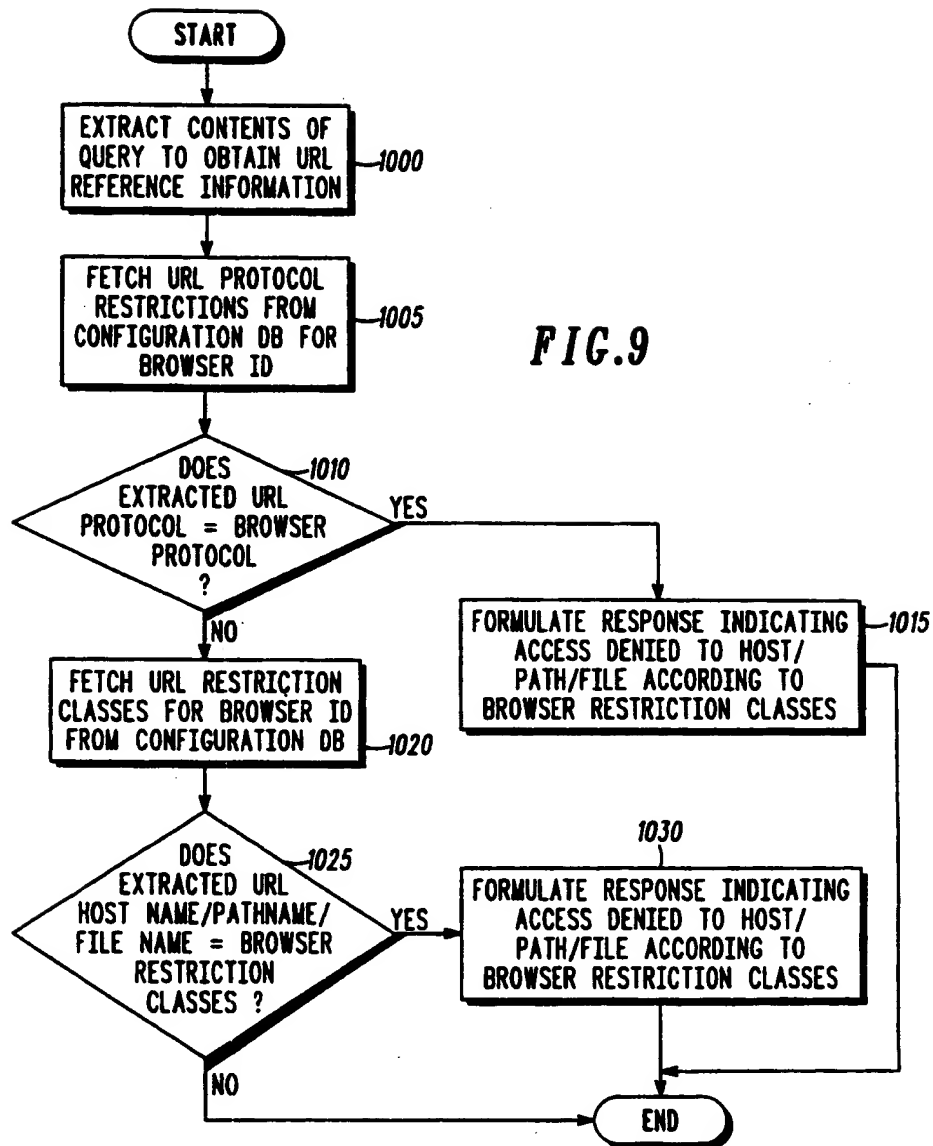 START
EXTRACT CONTENTS OF
QUERY TO OBTAIN URL
REFERENCE INFORMATION
1000
FETCH URL PROTOCOL
RESTRICTIONS FROM
CONFIGURATION DB FOR
BROWSER ID
1005
FIG.9
DOES
EXTRACTED URL
PROTOCOL = BROWSER
PROTOCOL
?
1010
YES
NO
FORMULATE RESPONSE INDICATING
ACCESS DENIED TO HOST/
PATH/FILE ACCORDING TO
BROWSER RESTRICTION CLASSES
1015
FETCH URL RESTRICTION
CLASSES FOR BROWSER ID
FROM CONFIGURATION DB
1020
DOES
EXTRACTED URL
HOST NAME/PATHNAME/
FILE NAME = BROWSER
RESTRICTION
CLASSES ?
1025
YES
NO
1030
FORMULATE RESPONSE INDICATING
ACCESS DENIED TO HOST/
PATH/FILE ACCORDING TO
BROWSER RESTRICTION CLASSES
END